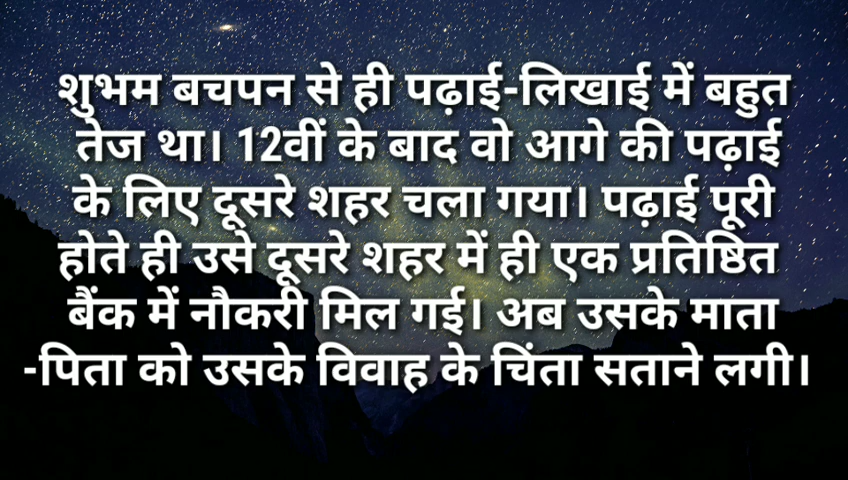 शुभम बचपन से ही पढ़ाई-लिखाई में बहुत
तेज था। 12वीं के बाद वो आगे की पढ़ाई
के लिए दूसरे शहर चला गया। पढ़ाई पूरी
होते ही उसे दूसरे शहर में ही एक प्रतिष्ठित
बैंक में नौकरी मिल गई। अब उसके माता
-पिता को उसके विवाह के चिंता सताने लगी।